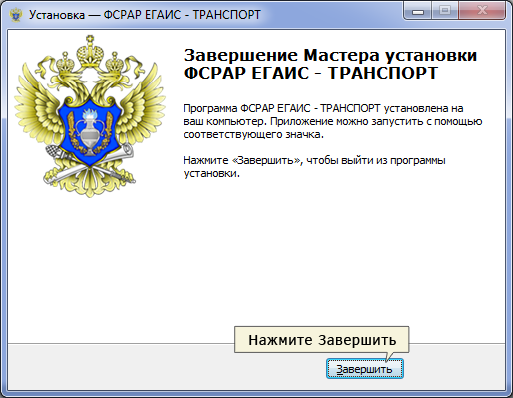 Установка — ФСРАР ЕГАИС - ТРАНСПОРТ
Завершение Мастера установки
ФСРАР ЕГАИС - ТРАНСПОРТ
Программа ФСРАР ЕГАИС - ТРАНСПОРТ установлена на
ваш компьютер. Приложение можно запустить с помощью
соответствующего значка.
Нажмите «Завершить», чтобы выйти из программы
установки.
Нажмите Завершить
Завершить